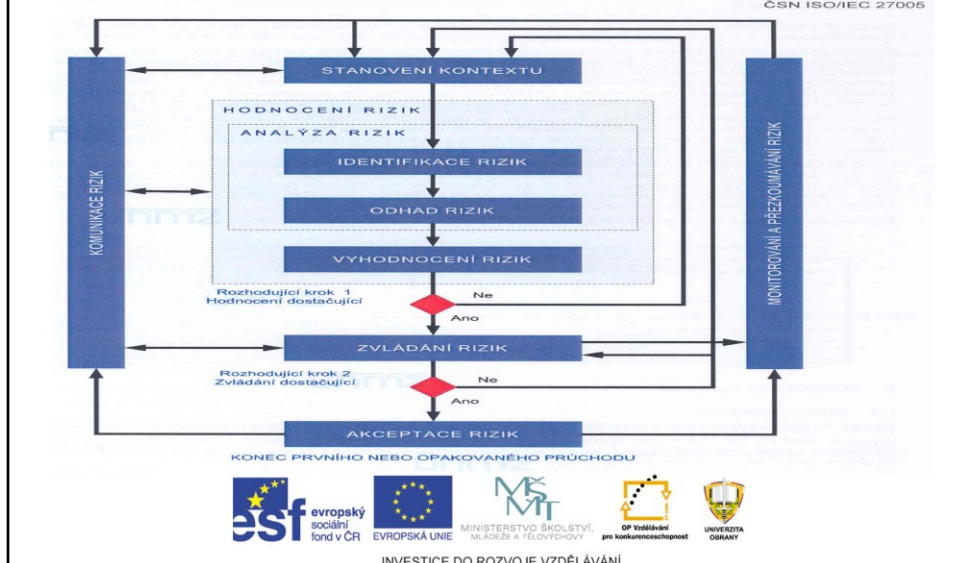 ČSN ISO/IEC 27005
STANOVENÍ KONTEXTU
HODNOCENÍ RIZIK
ANALÝZA RIZIK
IDENTIFIKACE RIZIK
ODHAD RIZIK
VYHODNOCENÍ RIZIK
KOMUNIKACE RIZIK
MONITOROVÁNÍ A PŘEZKOUMÁVÁNÍ RIZIK
Rozhodující krok 1
Hodnocení dostačující
Ne
Ano
ZVLÁDÁNÍ RIZIK
Rozhodující krok 2
Zvládání dostačující
Ne
Ano
AKCEPTACE RIZIK
KONEC PRVNÍHO NEBO OPAKOVANÉHO PRŮCHODU
esf
evropský
sociální
fond v ČR
EVROPSKÁ UNIE
MŠMT
MINISTERSTVO ŠKOLSTVÍ,
MLÁDEŽE A TĚLOVÝCHOVY
OP Vzdělávání
pro konkurenceschopnost
UNIVERZITA
OBRANY
INVESTICE DO ROZVOJE VZDĚLÁVÁNÍ